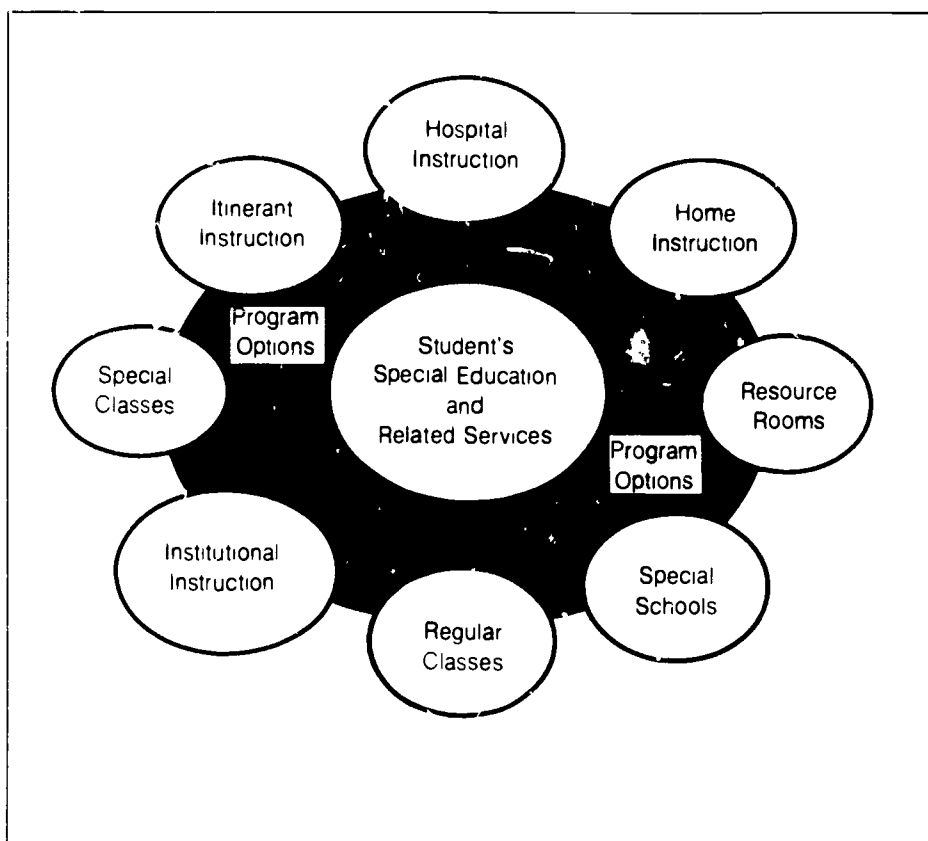 Hospital
Instruction
Itinerant
Instruction
Home
Instruction
Program
Options
Student's
Special Education
and
Related Services
Special
Classes
Resource
Rooms
Program
Options
Institutional
Instruction
Special
Schools
Regular
Classes